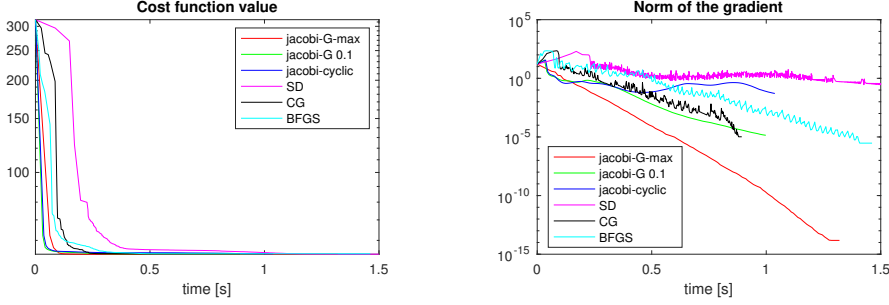 Cost function value
300
250
200
150
100
jacobi-G-max
jacobi-G 0.1
jacobi-cyclic
SD
CG
BFGS
0
0.5
1
1.5
time [s]
Norm of the gradient
10^5
10^0
10^-5
10^-10
10^-15
jacobi-G-max
jacobi-G 0.1
jacobi-cyclic
SD
CG
BFGS
0
0.5
1
1.5
time [s]